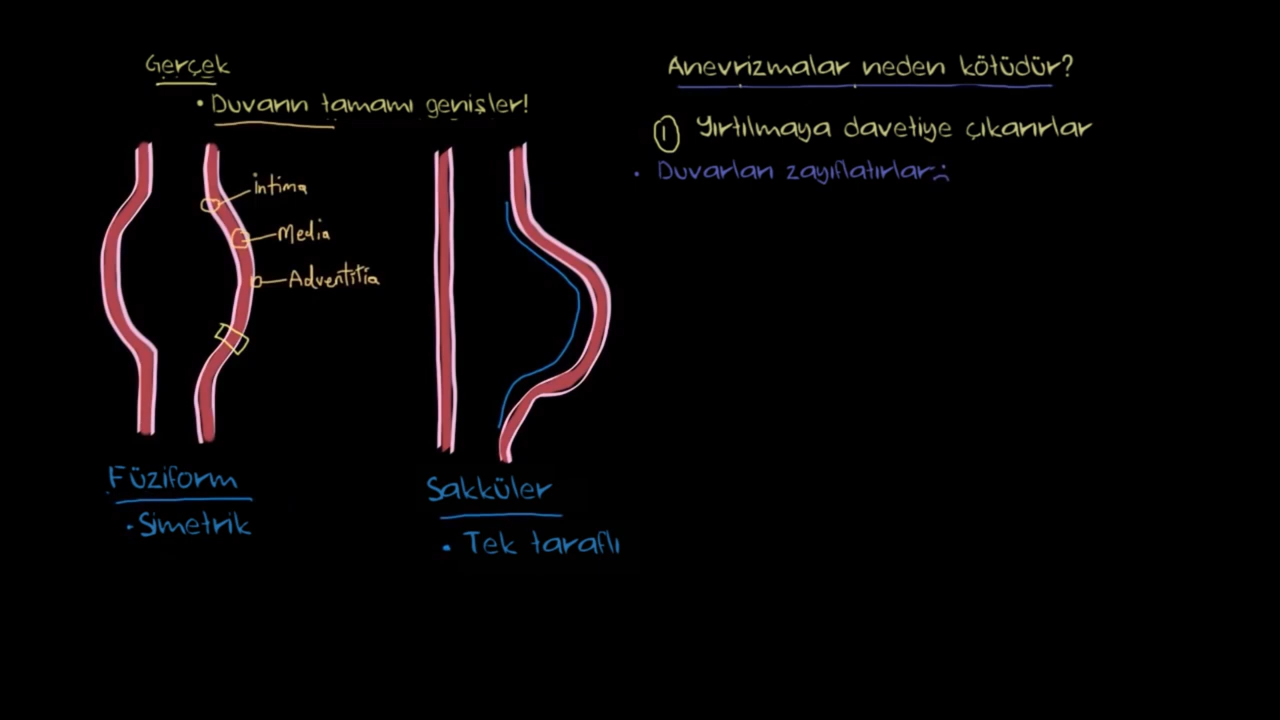 Gerçek
• Duvarın tamamı genişler!
İntima
Media
Adventitia
Füziform
• Simetrik
Sakküler
• Tek taraflı
Anevrizmalar neden kötüdür?
1 Yırtılmaya davetiye çıkarırlar
• Duvarları zayıflatırlar